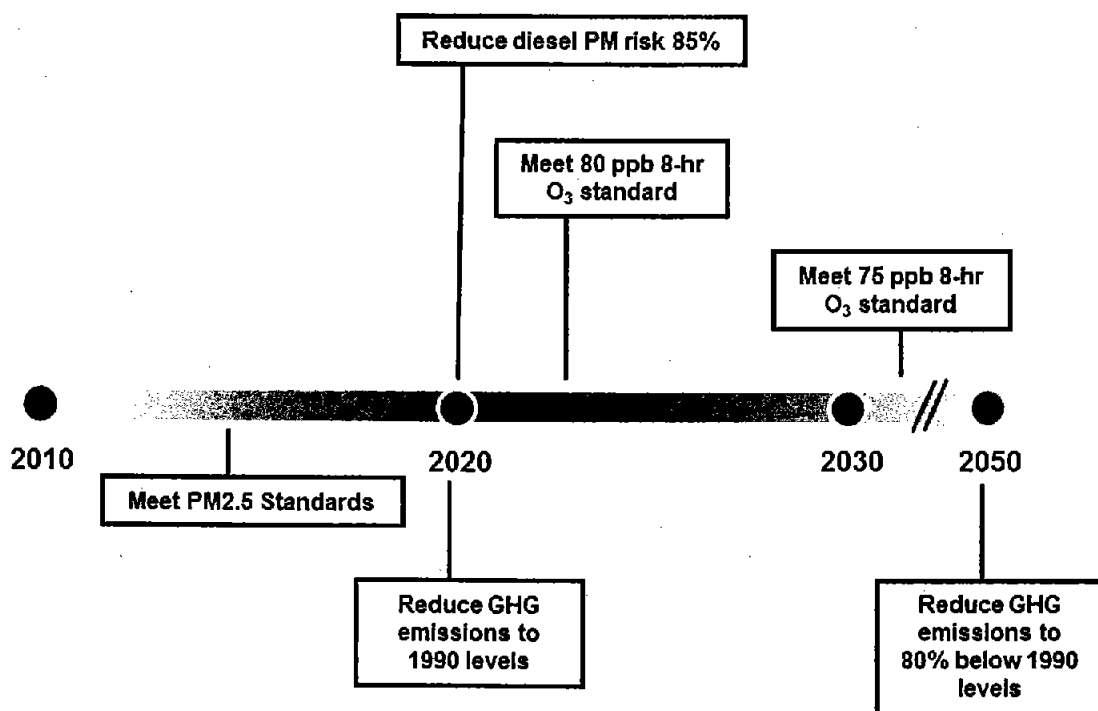 Reduce diesel PM risk 85%
Meet 80 ppb 8-hr
O₃ standard
Meet 75 ppb 8-hr
O₃ standard
2010
2020
2030
2050
Meet PM2.5 Standards
Reduce GHG
emissions to
1990 levels
Reduce GHG
emissions to
80% below 1990
levels